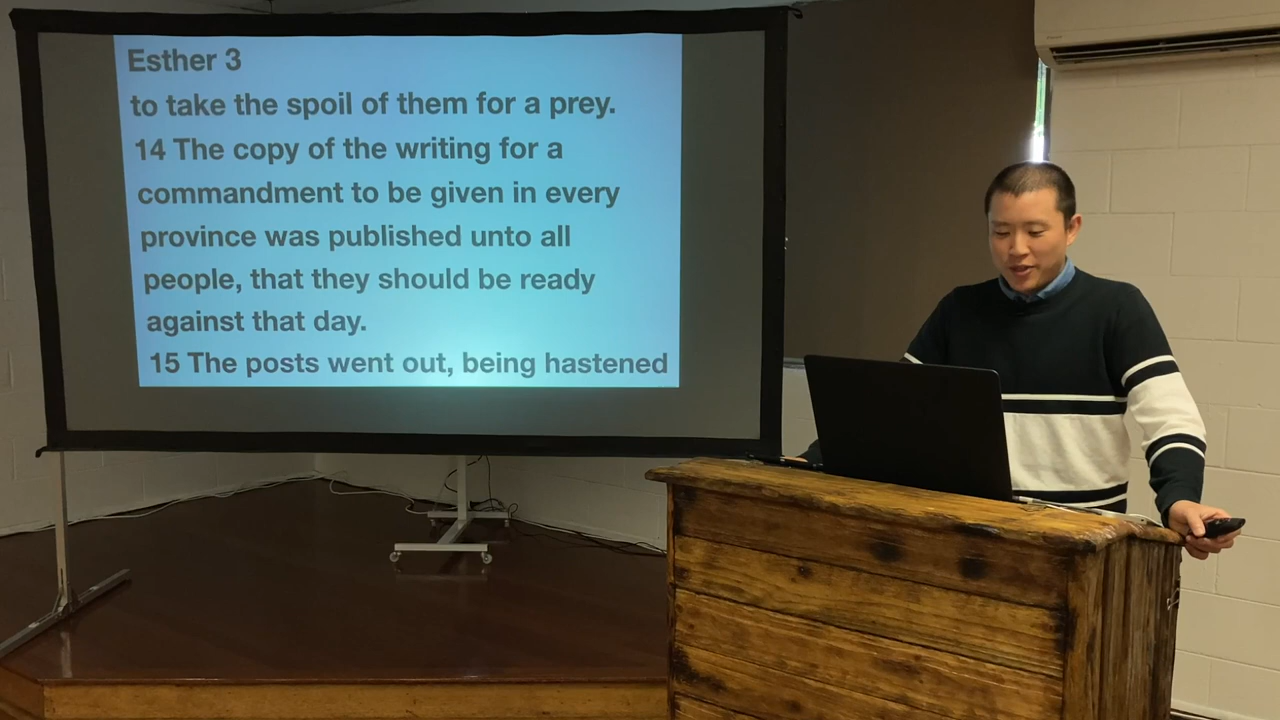 Esther 3
to take the spoil of them for a prey.
14 The copy of the writing for a
commandment to be given in every
province was published unto all
people, that they should be ready
against that day.
15 The posts went out, being hastened